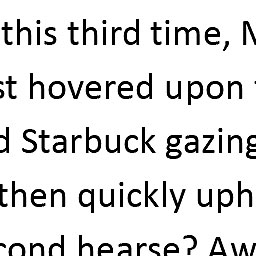 this third time, M
st hovered upon
d Starbuck gazing
then quickly uph
cond hearse? Aw